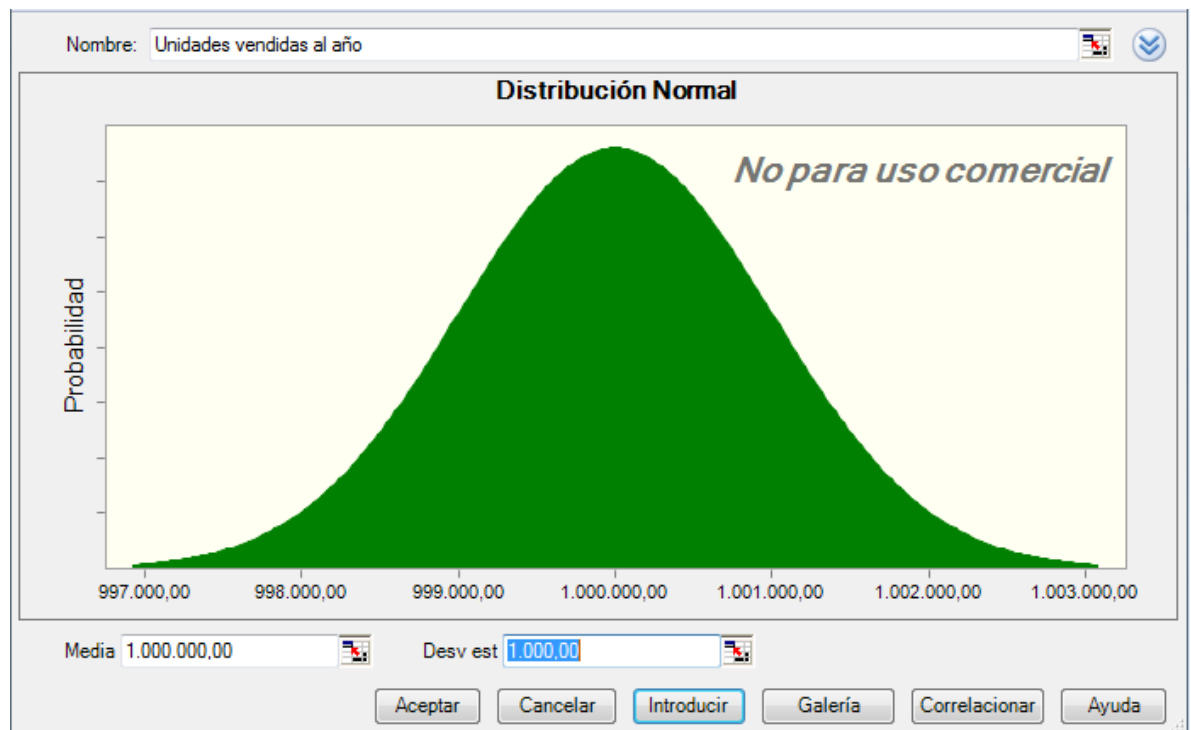 Nombre: Unidades vendidas al año
Distribución Normal
No para uso comercial
Probabilidad
997.000,00 998.000,00 999.000,00 1.000.000,00 1.001.000,00 1.002.000,00 1.003.000,00
Media 1.000.000,00 Desv est 1.000,00
Aceptar Cancelar Introducir Galería Correlacionar Ayuda